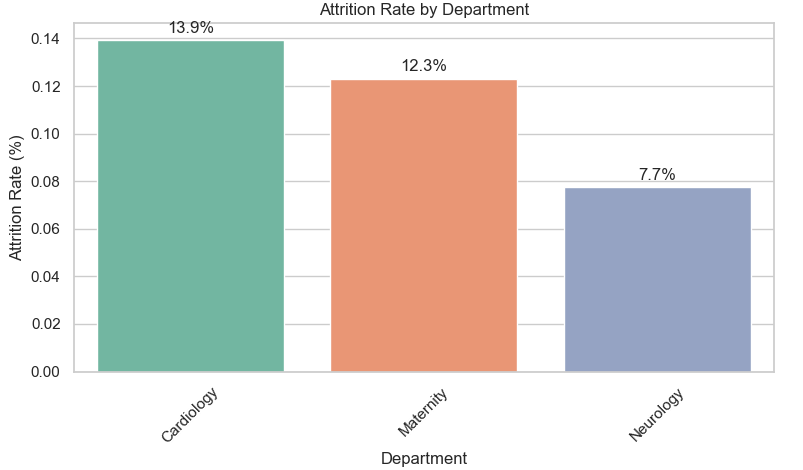 Attrition Rate by Department
Attrition Rate (%)
0.14
0.12
0.10
0.08
0.06
0.04
0.02
0.00
13.9%
12.3%
7.7%
Cardiology
Maternity
Neurology
Department